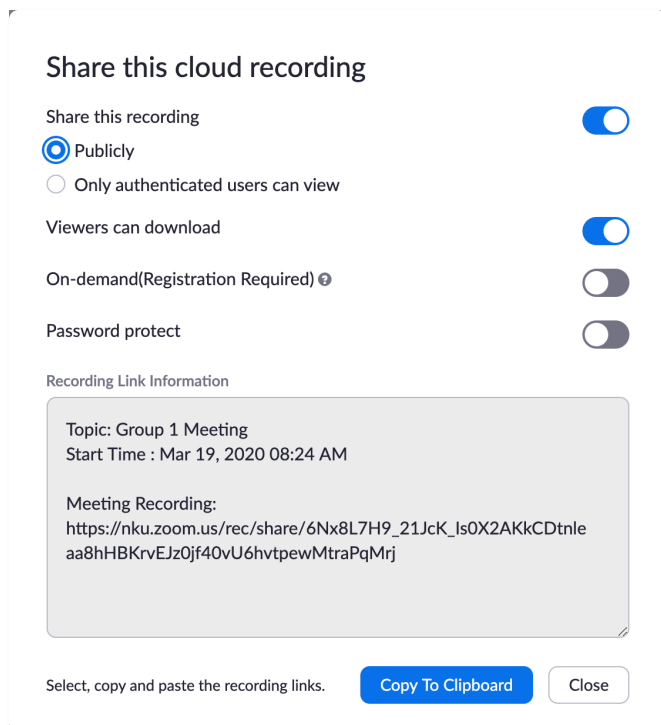 Share this cloud recording
Share this recording
Publicly
Only authenticated users can view
Viewers can download
On-demand(Registration Required)
Password protect
Recording Link Information
Topic: Group 1 Meeting
Start Time : Mar 19, 2020 08:24 AM
Meeting Recording:
https://nku.zoom.us/rec/share/6Nx8L7H9_21JcK_Is0X2AKkCDtnle
aa8hHBKrvEJz0jf40vU6hvtpewMtraPqMrj
Select, copy and paste the recording links.
Copy To Clipboard
Close